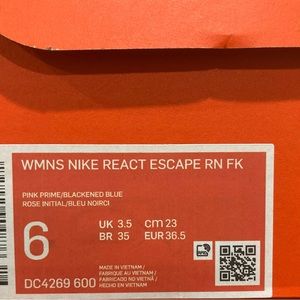 WMNS NIKE REACT ESCAPE RN FK
PINK PRIME/BLACKENED BLUE
ROSE INITIAL/BLEU NOIRCI
6
UK 3.5 cm 23
BR 35 EUR 36.5
MADE IN VIETNAM /
FABRIQUÉ AU VIETNAM /
FABRICADO NO VIETNÃ /
HECHO EN VIETNAM
DC4269 600